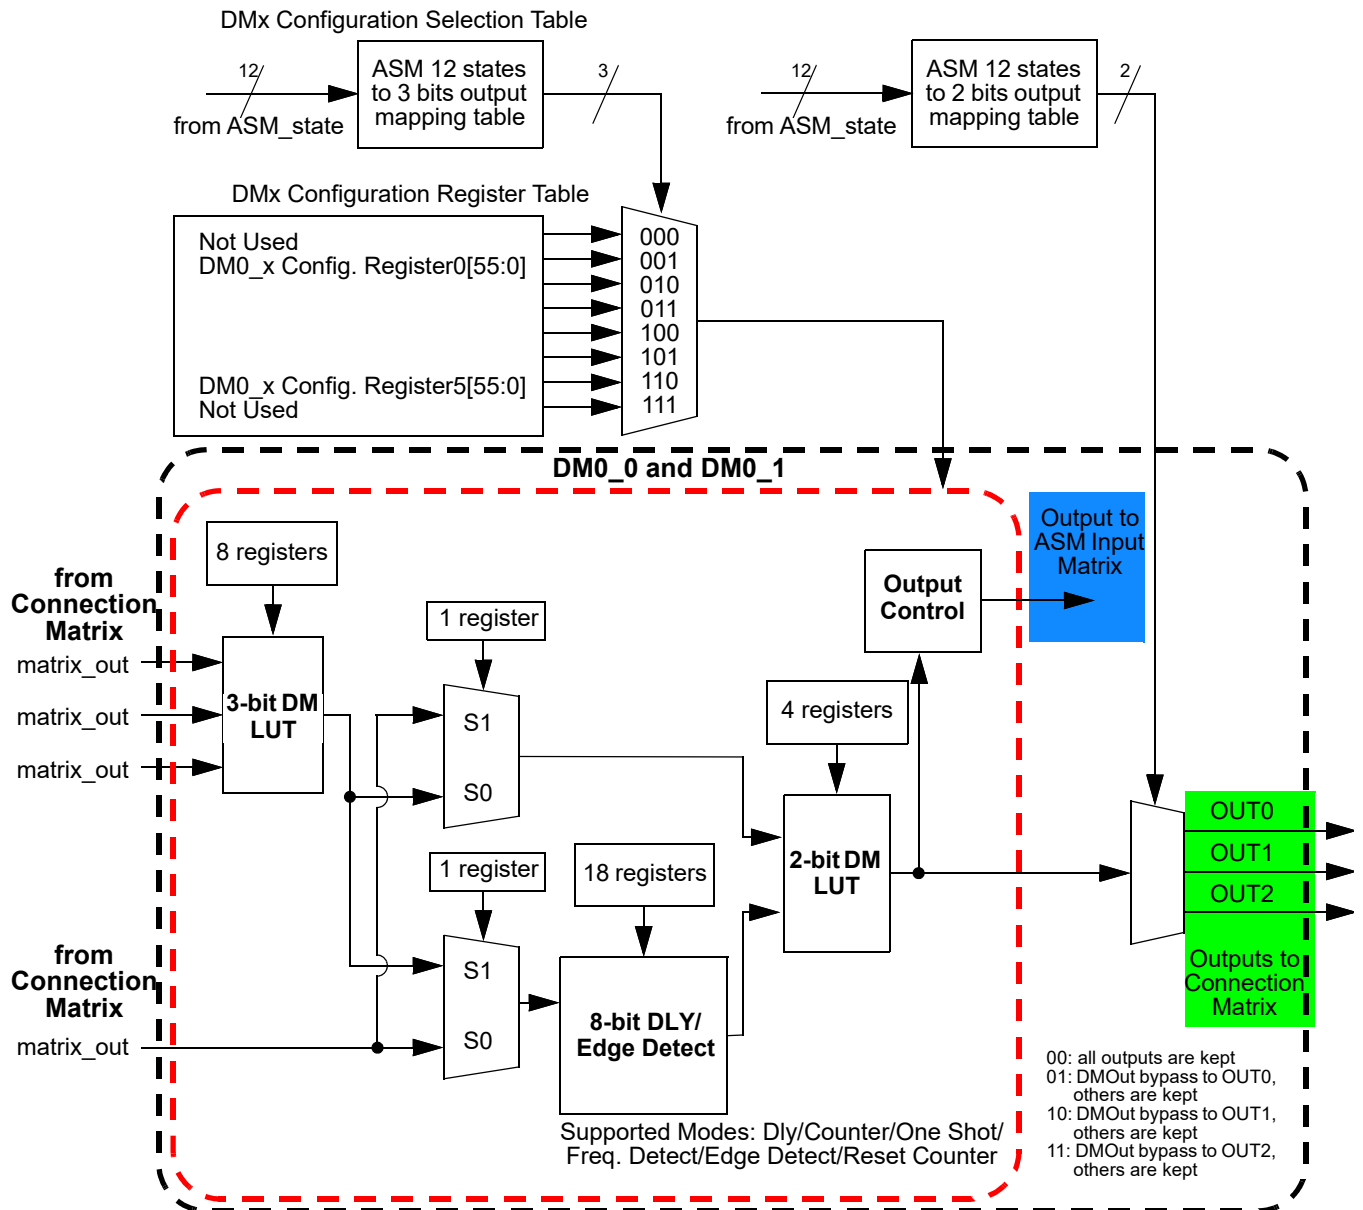 DMx Configuration Selection Table
12
ASM 12 states
to 3 bits output
mapping table
3
from ASM_state
12
ASM 12 states
to 2 bits output
mapping table
2
from ASM_state
DMx Configuration Register Table
Not Used
DM0_x Config. Register0[55:0]
DM0_x Config. Register5[55:0]
Not Used
000
001
010
011
100
101
110
111
DM0_0 and DM0_1
8 registers
from
Connection
Matrix
matrix_out
matrix_out
matrix_out
3-bit DM
LUT
1 register
S1
S0
Output
Control
Output to
ASM Input
Matrix
4 registers
2-bit DM
LUT
1 register
18 registers
S1
S0
8-bit DLY/
Edge Detect
from
Connection
Matrix
matrix_out
OUT0
OUT1
OUT2
Outputs to
Connection
Matrix
Supported Modes: Dly/Counter/One Shot/
Freq. Detect/Edge Detect/Reset Counter
00: all outputs are kept
01: DMOut bypass to OUT0,
others are kept
10: DMOut bypass to OUT1,
others are kept
11: DMOut bypass to OUT2,
others are kept